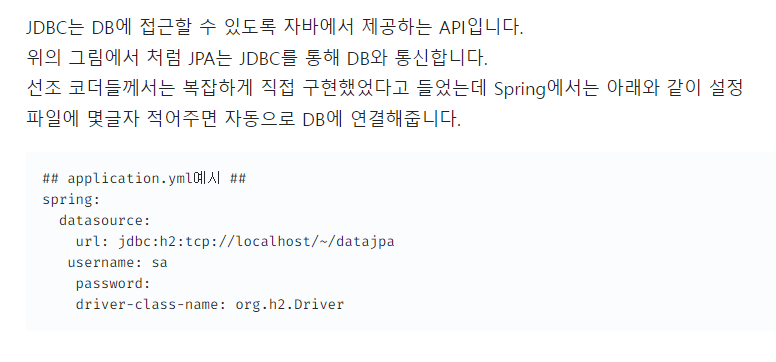 JDBC는 DB에 접근할 수 있도록 자바에서 제공하는 API입니다.
위의 그림에서 처럼 JPA는 JDBC를 통해 DB와 통신합니다.
선조 코더들께서는 복잡하게 직접 구현했었다고 들었는데 Spring에서는 아래와 같이 설정
파일에 몇글자 적어주면 자동으로 DB에 연결해줍니다.
## application.yml예시 ##
spring:
  datasource:
    url: jdbc:h2:tcp://localhost/~/datajpa
   username: sa
    password:
    driver-class-name: org.h2.Driver